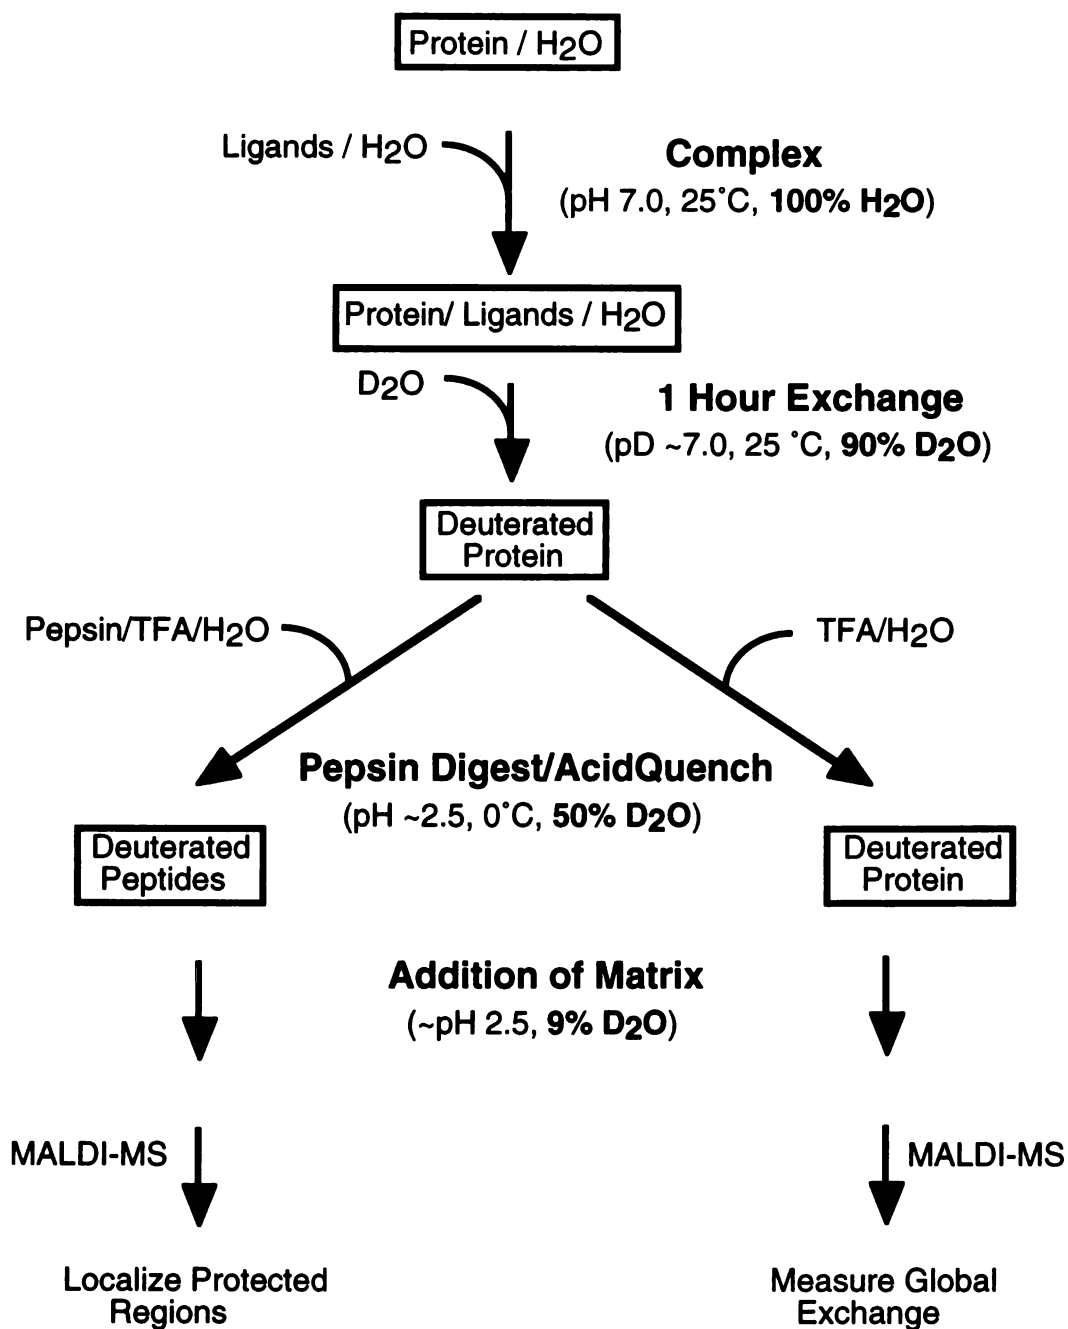 Protein / H2O
Ligands / H2O
Complex
(pH 7.0, 25˚C, 100% H2O)
Protein/ Ligands / H2O
D2O
1 Hour Exchange
(pD ~7.0, 25 ˚C, 90% D2O)
Deuterated
Protein
Pepsin/TFA/H2O
TFA/H2O
Pepsin Digest/AcidQuench
(pH ~2.5, 0˚C, 50% D2O)
Deuterated
Peptides
Deuterated
Protein
Addition of Matrix
(~pH 2.5, 9% D2O)
MALDI-MS
MALDI-MS
Localize Protected
Regions
Measure Global
Exchange